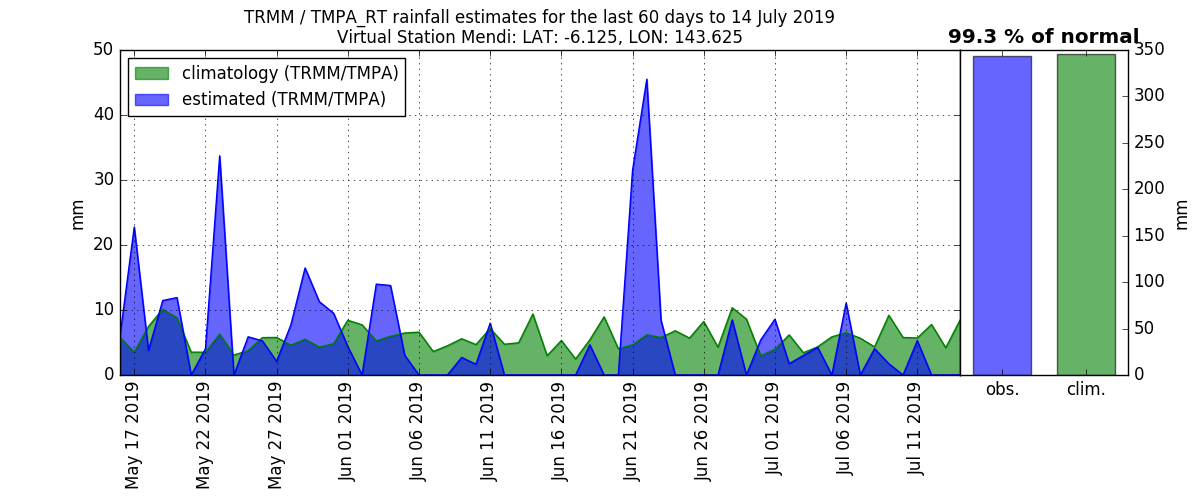 TRMM / TMPA_RT rainfall estimates for the last 60 days to 14 July 2019
Virtual Station Mendi: LAT: -6.125, LON: 143.625
99.3 % of normal
climatology (TRMM/TMPA)
estimated (TRMM/TMPA)
mm
50
40
30
20
10
0
May 17 2019
May 22 2019
May 27 2019
Jun 01 2019
Jun 06 2019
Jun 11 2019
Jun 16 2019
Jun 21 2019
Jun 26 2019
Jul 01 2019
Jul 06 2019
Jul 11 2019
obs.
clim.
350
300
250
200
150
100
50
0
mm